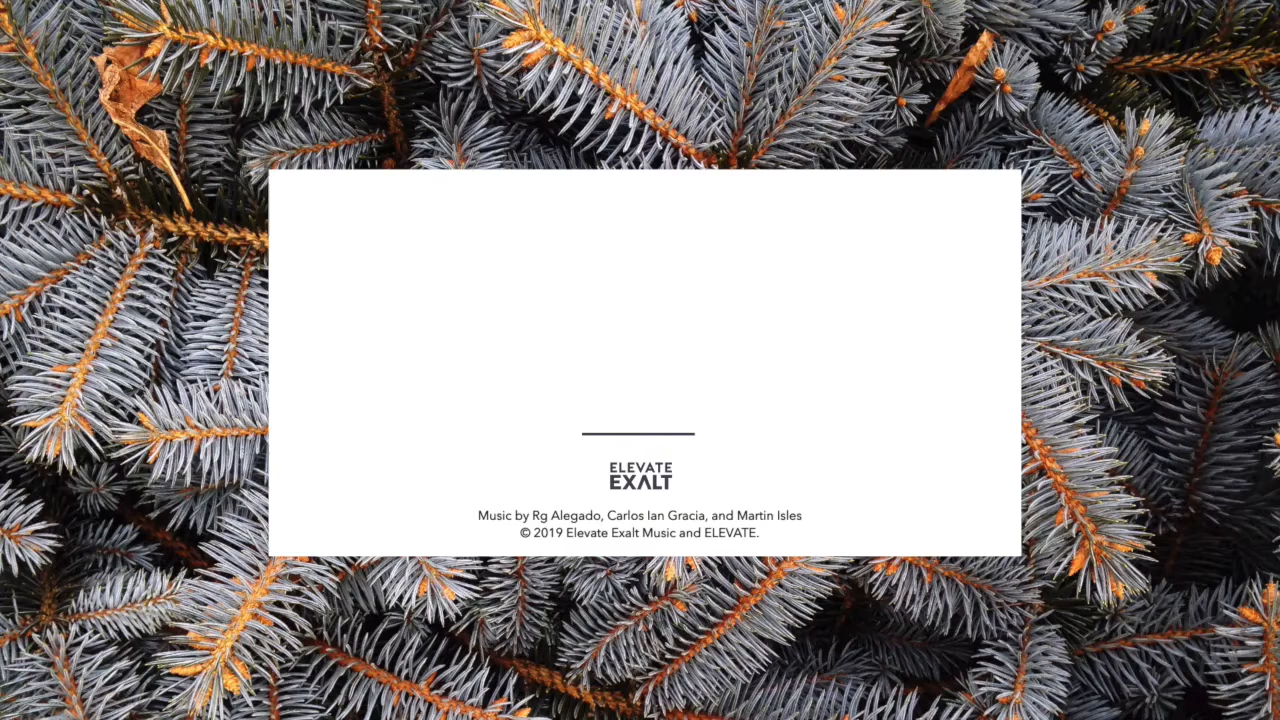 ELEVATE
EXALT
Music by Rg Alegado, Carlos Ian Gracia, and Martin Isles
© 2019 Elevate Exalt Music and ELEVATE.